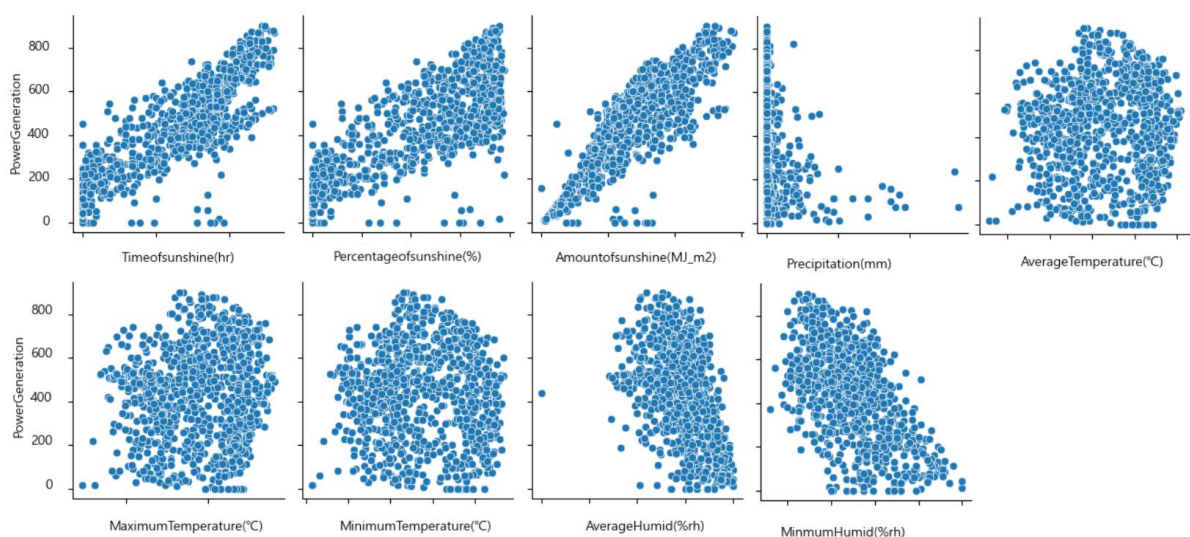 800
600
400
200
0
PowerGeneration
Timeofsunshine(hr)
Percentageofsunshine(%)
Amountofsunshine(MJ_m2)
Precipitation(mm)
AverageTemperature(℃)
800
600
400
200
0
PowerGeneration
MaximumTemperature(℃)
MinimumTemperature(℃)
AverageHumid(%rh)
MinmumHumid(%rh)